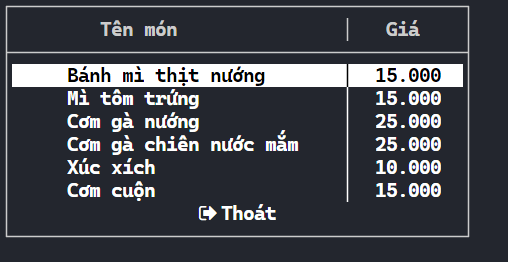 Tên món Giá
Bánh mì thịt nướng 15.000
Mì tôm trứng 15.000
Cơm gà nướng 25.000
Cơm gà chiên nước mắm 25.000
Xúc xích 10.000
Cơm cuộn 15.000
Thoát